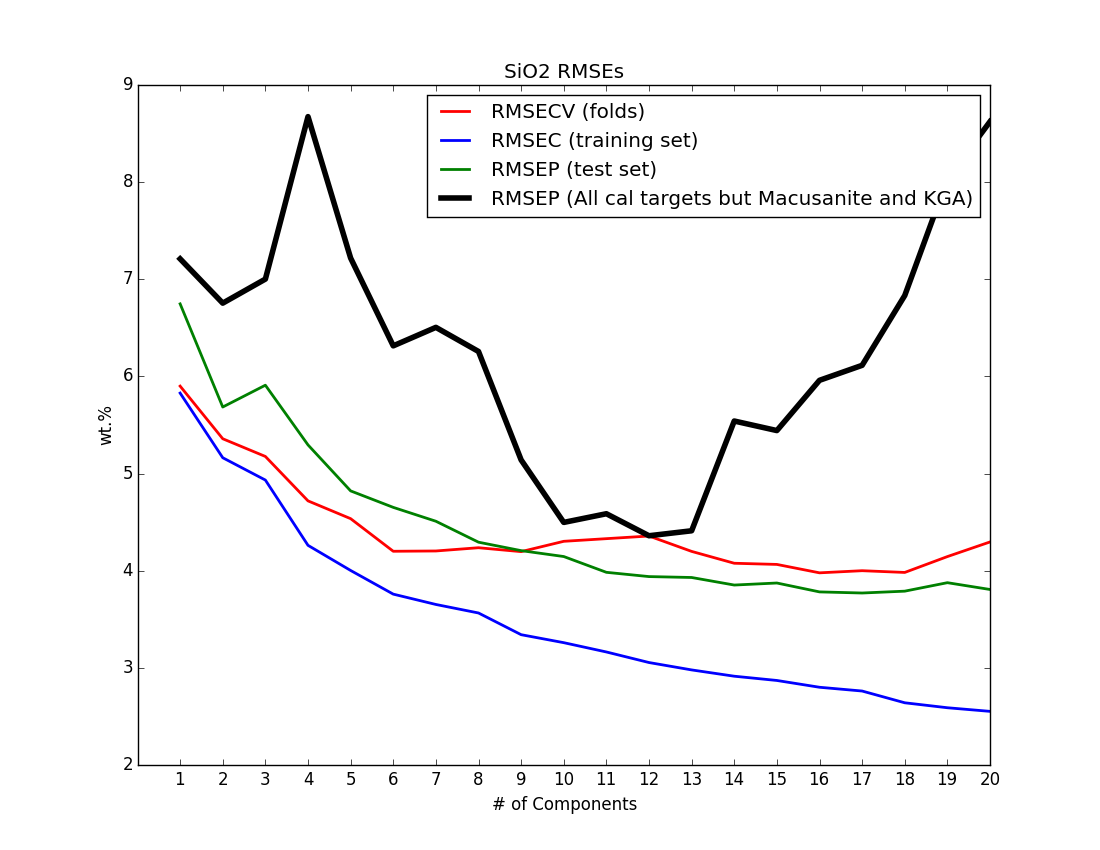 SiO2 RMSEs
RMSECV (folds)
RMSEC (training set)
RMSEP (test set)
RMSEP (All cal targets but Macusanite and KGA)
9
8
7
6
5
4
3
2
wt.%
1 2 3 4 5 6 7 8 9 10 11 12 13 14 15 16 17 18 19 20
# of Components